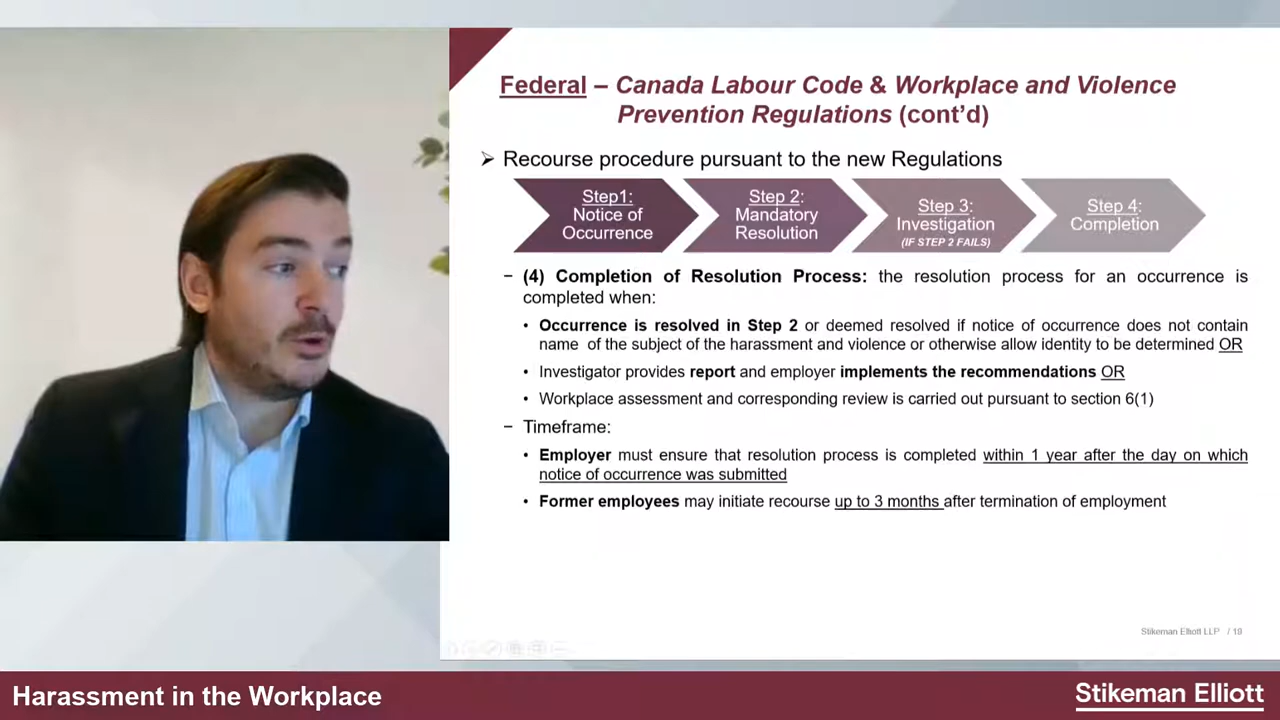 Federal – Canada Labour Code & Workplace and Violence
Prevention Regulations (cont’d)
➢ Recourse procedure pursuant to the new Regulations
Step1:
Notice of
Occurrence
Step 2:
Mandatory
Resolution
Step 3:
Investigation
(IF STEP 2 FAILS)
Step 4:
Completion
− (4) Completion of Resolution Process: the resolution process for an occurrence is
completed when:
• Occurrence is resolved in Step 2 or deemed resolved if notice of occurrence does not contain
name of the subject of the harassment and violence or otherwise allow identity to be determined OR
• Investigator provides report and employer implements the recommendations OR
• Workplace assessment and corresponding review is carried out pursuant to section 6(1)
− Timeframe:
• Employer must ensure that resolution process is completed within 1 year after the day on which
notice of occurrence was submitted
• Former employees may initiate recourse up to 3 months after termination of employment
Stikeman Elliott LLP / 19
Harassment in the Workplace
Stikeman Elliott